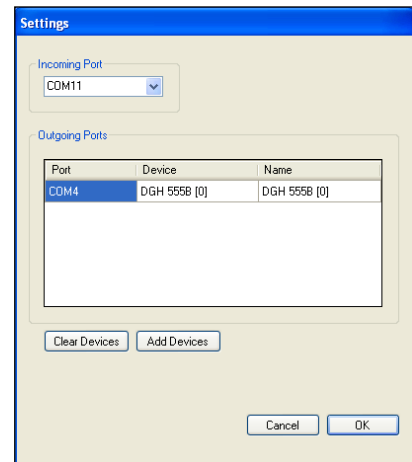 Settings
Incoming Port
COM11
Outgoing Ports
Port Device Name
COM4 DGH 555B [0] DGH 555B [0]
Clear Devices Add Devices
Cancel OK